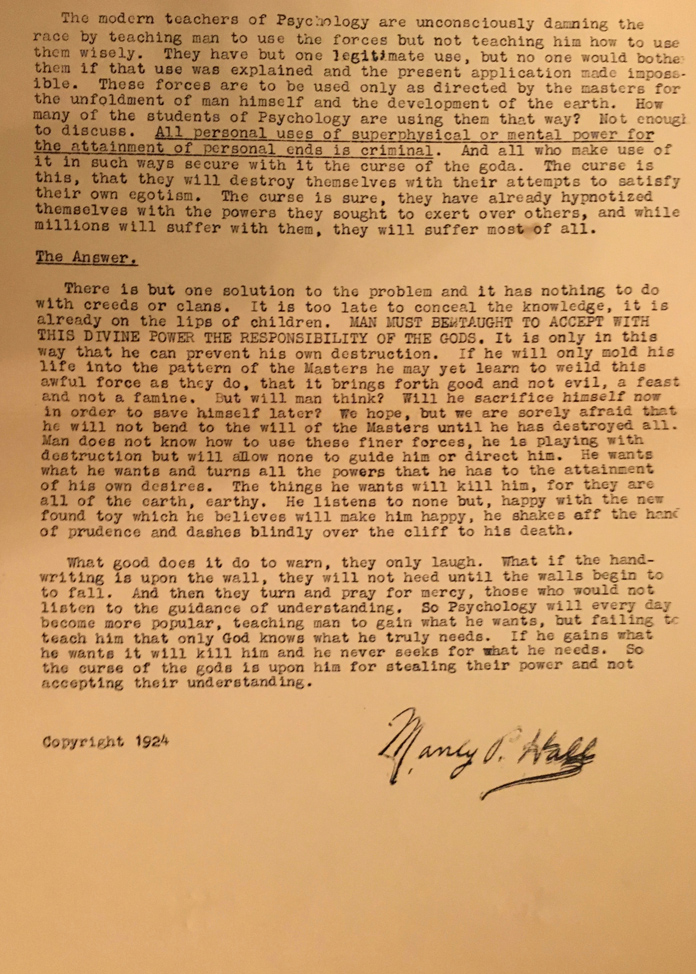 The modern teachers of Psychology are unconsciously damning the
race by teaching man to use the forces but not teaching him how to use
them wisely. They have but one legitimate use, but no one would bothe
them if that use was explained and the present application made imposs-
ible. These forces are to be used only as directed by the masters for
the unfoldment of man himself and the development of the earth. How
many of the students of Psychology are using them that way? Not enough
to discuss. All personal uses of superphysical or mental power for
the attainment of personal ends is criminal. And all who make use of
it in such ways secure with it the curse of the goda. The curse is
this, that they will destroy themselves with their attempts to satisfy
their own egotism. The curse is sure, they have already hypnotized
themselves with the powers they sought to exert over others, and while
millions will suffer with them, they will suffer most of all.
The Answer.
There is but one solution to the problem and it has nothing to do
with creeds or clans. It is too late to conceal the knowledge, it is
already on the lips of children. MAN MUST BE TAUGHT TO ACCEPT WITH
THIS DIVINE POWER THE RESPONSIBILITY OF THE GODS. It is only in this
way that he can prevent his own destruction. If he will only mold his
life into the pattern of the Masters he may yet learn to weild this
awful force as they do, that it brings forth good and not evil, a feast
and not a famine. But will man think? Will he sacrifice himself now
in order to save himself later? We hope, but we are sorely afraid that
he will not bend to the will of the Masters until he has destroyed all.
Man does not know how to use these finer forces, he is playing with
destruction but will allow none to guide him or direct him. He wants
what he wants and turns all the powers that he has to the attainment
of his own desires. The things he wants will kill him, for they are
all of the earth, earthy. He listens to none but, happy with the new
found toy which he believes will make him happy, he shakes off the hand
of prudence and dashes blindly over the cliff to his death.
What good does it do to warn, they only laugh. What if the hand-
writing is upon the wall, they will not heed until the walls begin to
to fall. And then they turn and pray for mercy, those who would not
listen to the guidance of understanding. So Psychology will every day
become more popular, teaching man to gain what he wants, but failing to
teach him that only God knows what he truly needs. If he gains what
he wants it will kill him and he never seeks for what he needs. So
the curse of the gods is upon him for stealing their power and not
accepting their understanding.
Copyright 1924
Manly P. Hall